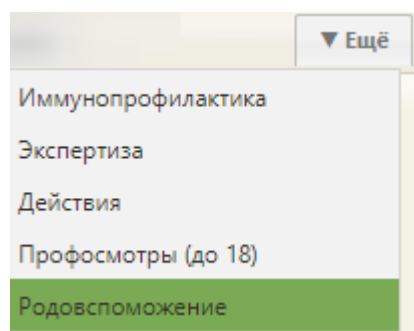 ▼ Ещё
Иммунопрофилактика
Экспертиза
Действия
Профосмотры (до 18)
Родовспоможение